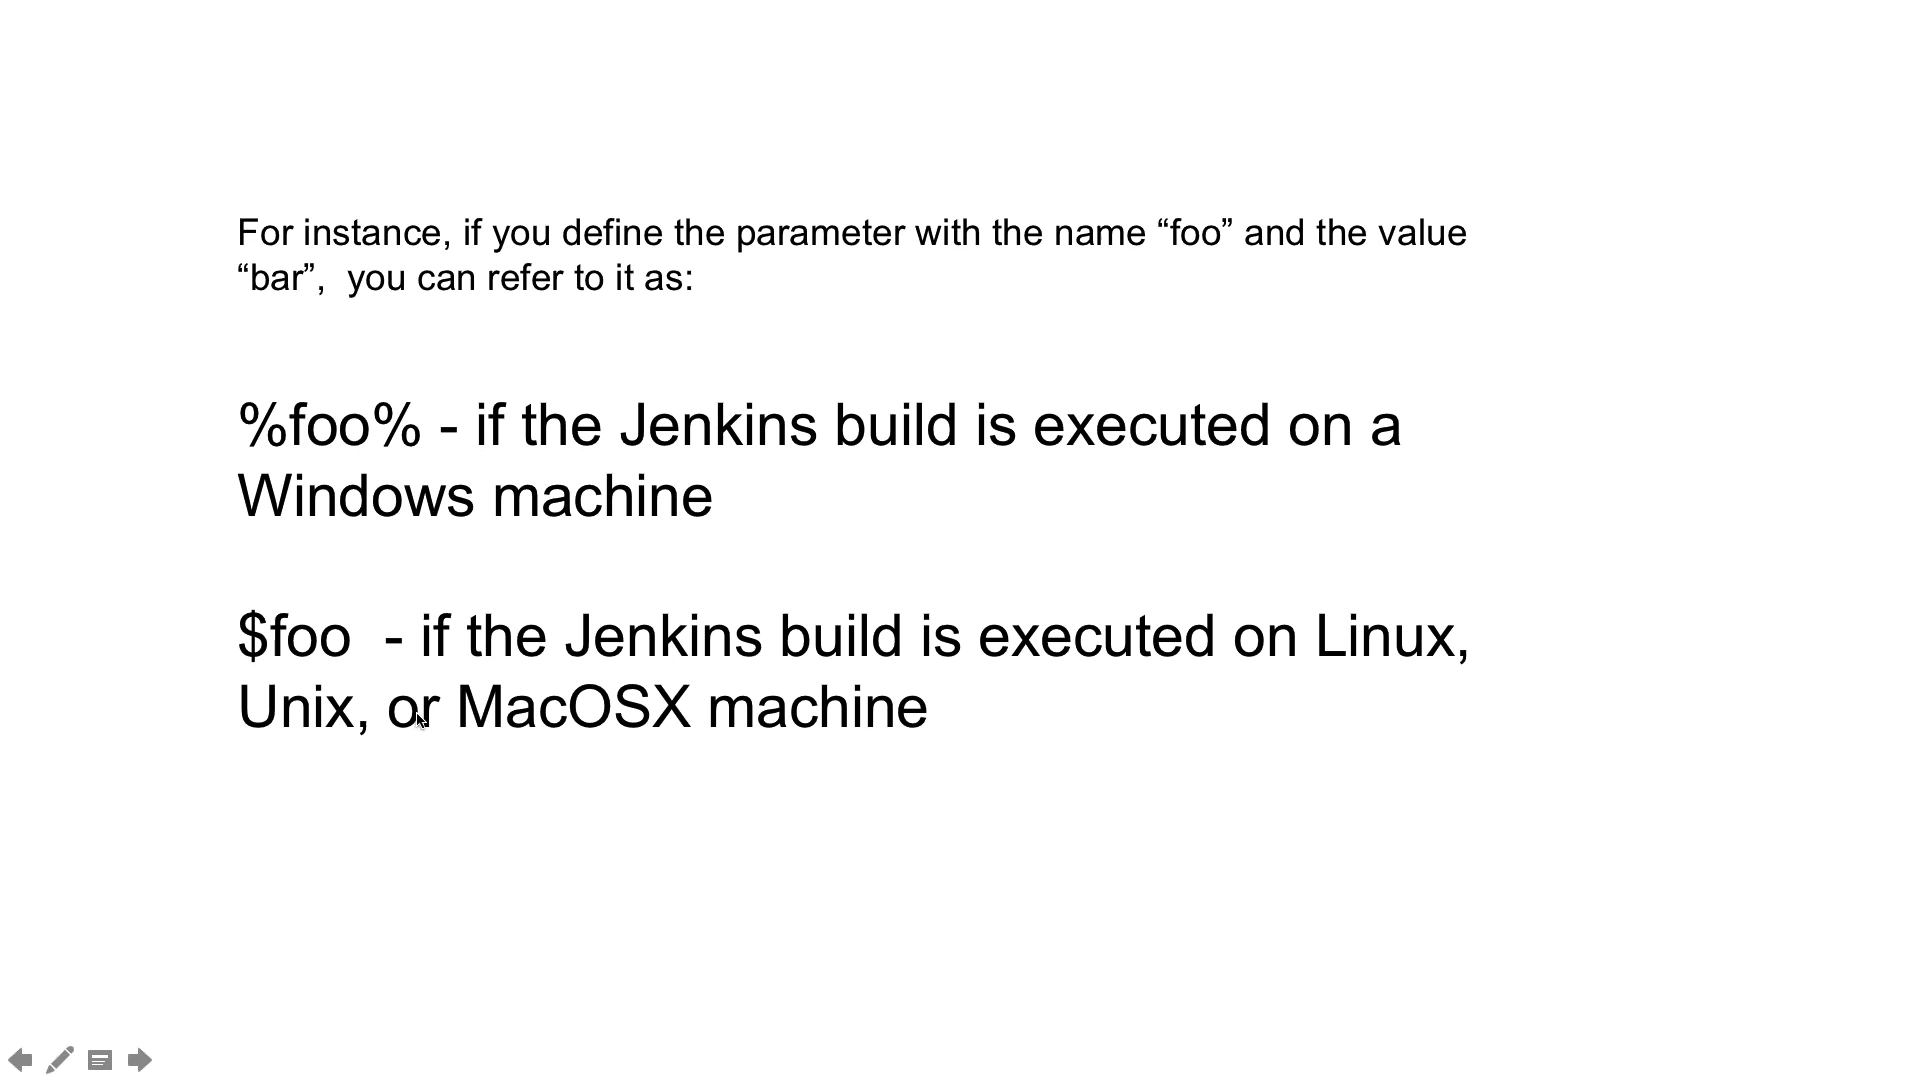 For instance, if you define the parameter with the name “foo” and the value
“bar”,  you can refer to it as:
%foo% - if the Jenkins build is executed on a
Windows machine
$foo  - if the Jenkins build is executed on Linux,
Unix, or MacOSX machine